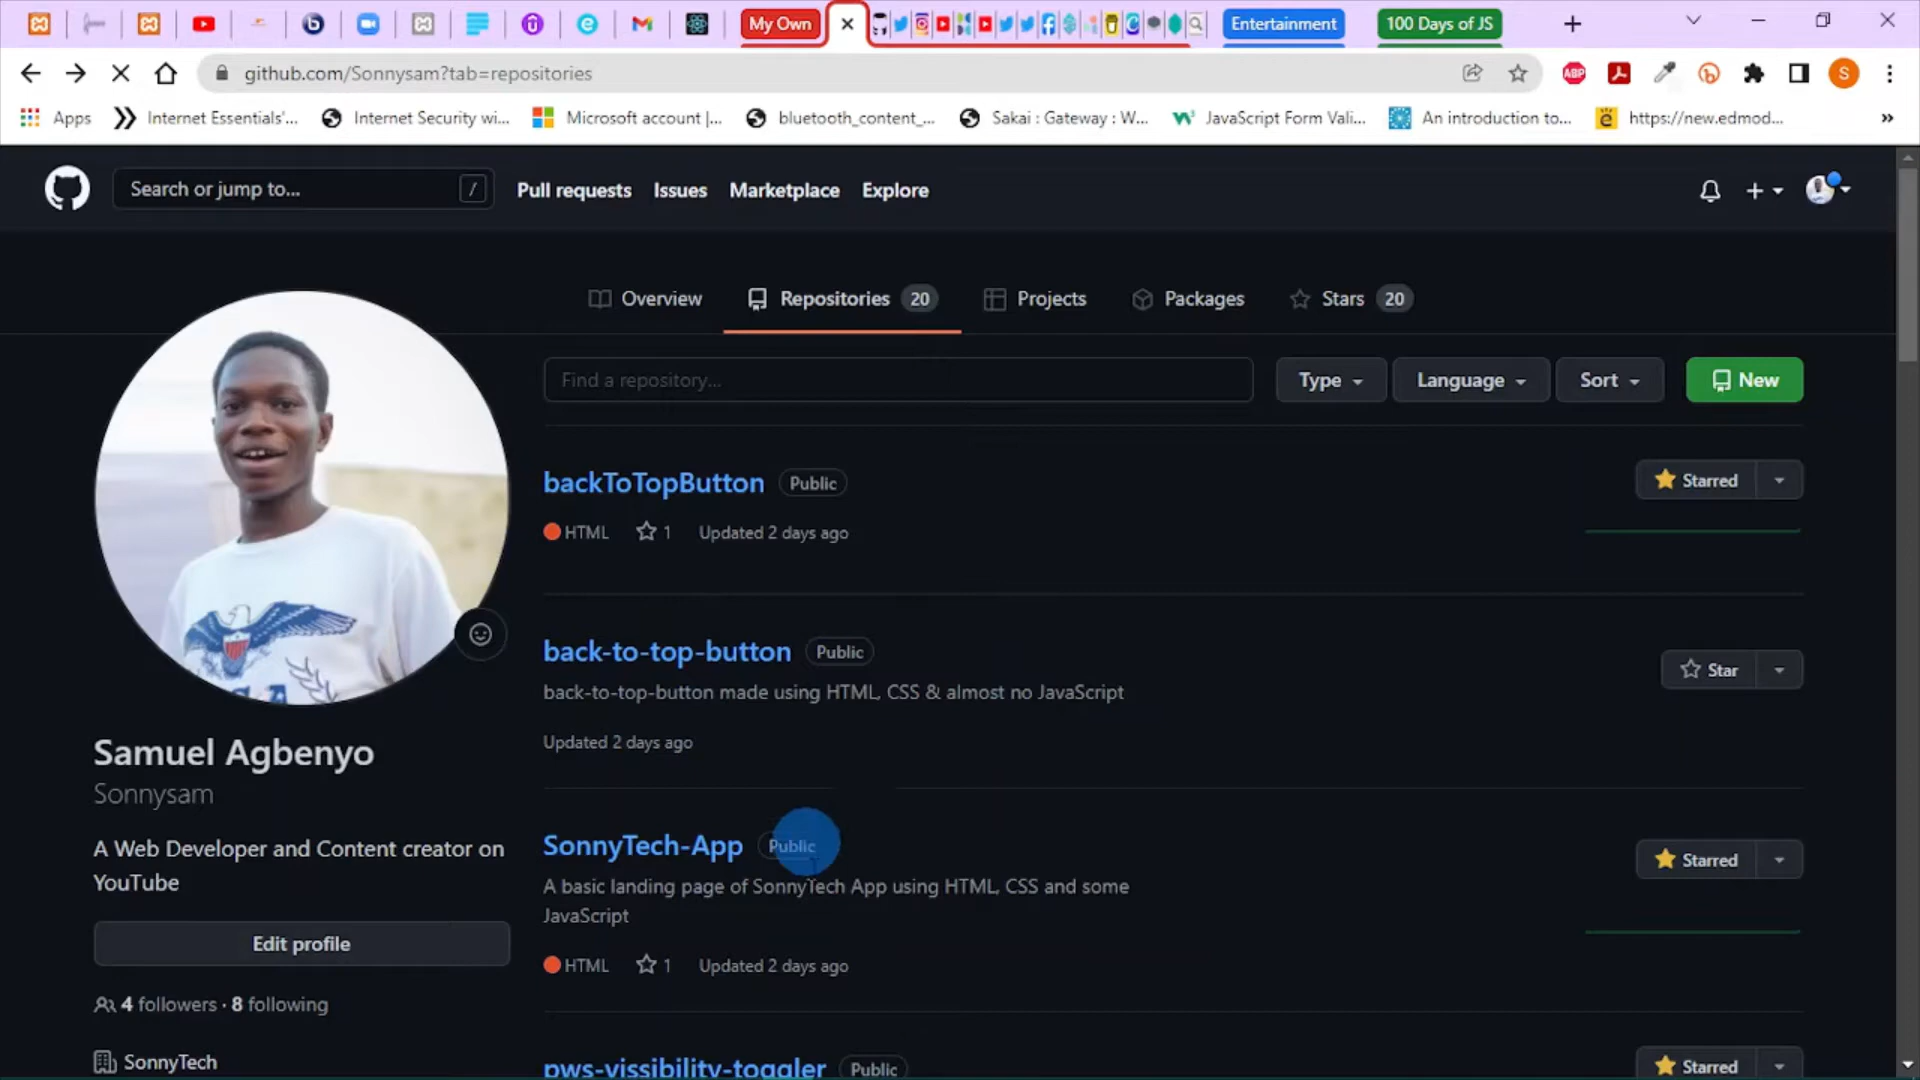 My Own
Entertainment
100 Days of JS
github.com/Sonnysam?tab=repositories
ABP
S
Apps
Internet Essentials'...
Internet Security wi...
Microsoft account |...
bluetooth_content_...
Sakai : Gateway : W...
JavaScript Form Vali...
An introduction to...
https://new.edmod...
»
Search or jump to...
/
Pull requests
Issues
Marketplace
Explore
Overview
Repositories 20
Projects
Packages
Stars 20
Find a repository...
Type
Language
Sort
New
backToTopButton Public
Starred
HTML 1 Updated 2 days ago
back-to-top-button Public
Star
back-to-top-button made using HTML, CSS & almost no JavaScript
Updated 2 days ago
SonnyTech-App Public
Starred
A basic landing page of SonnyTech App using HTML, CSS and some
JavaScript
HTML 1 Updated 2 days ago
pws-vissibility-toggler Public
Starred
Samuel Agbenyo
Sonnysam
A Web Developer and Content creator on
YouTube
Edit profile
4 followers · 8 following
SonnyTech